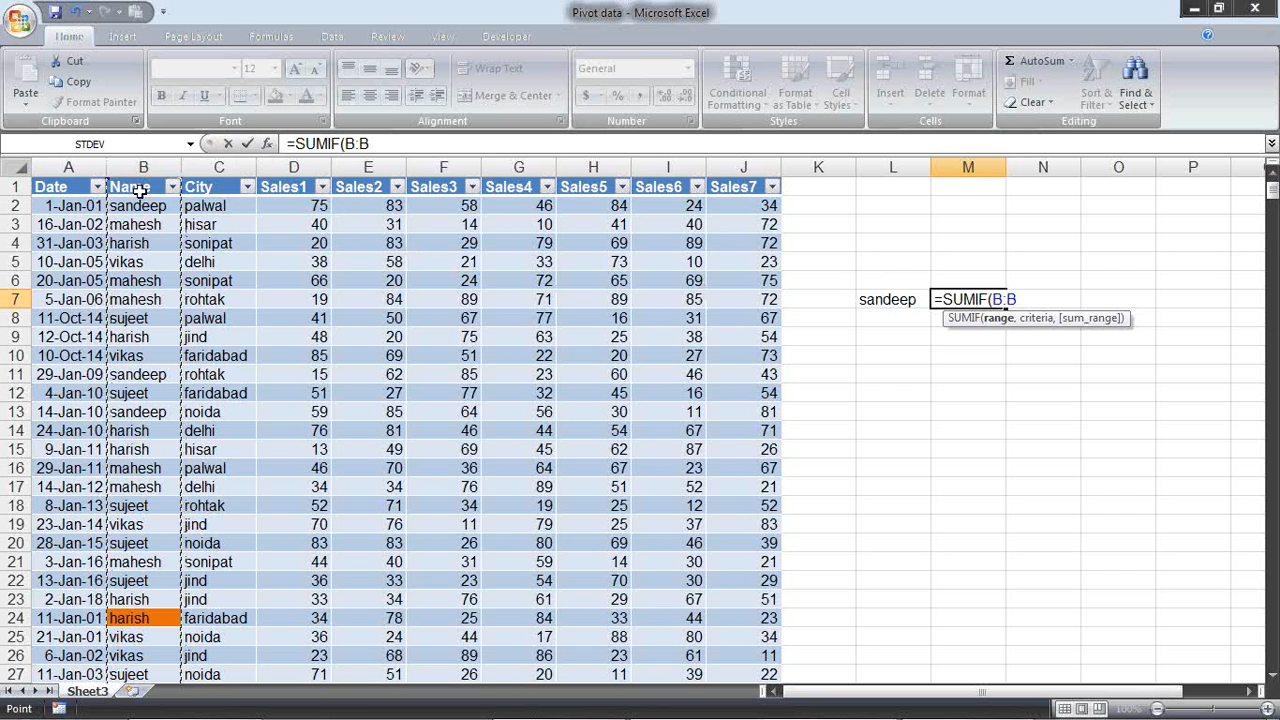 Pivot data - Microsoft Excel
Home Insert Page Layout Formulas Data Review View Developer
Paste Cut Copy Format Painter Clipboard
12 B I U Font
Wrap Text Merge & Center Alignment
General $ % , Number
Conditional Formatting Format as Table Cell Styles Styles
Insert Delete Format Cells
Σ AutoSum Fill Clear Sort & Filter Find & Select Editing
STDEV =SUMIF(B:B
A B C D E F G H I J K L M N O P
1 Date Name City Sales1 Sales2 Sales3 Sales4 Sales5 Sales6 Sales7
2 1-Jan-01 sandeep palwal 75 83 58 46 84 24 34
3 16-Jan-02 mahesh hisar 40 31 14 10 41 40 72
4 31-Jan-03 harish sonipat 20 83 29 79 69 89 72
5 10-Jan-05 vikas delhi 38 58 21 33 73 10 23
6 20-Jan-05 mahesh sonipat 66 20 24 72 65 69 75
7 5-Jan-06 mahesh rohtak 19 84 89 71 89 85 72 sandeep =SUMIF(B:B
8 11-Oct-14 sujeet palwal 41 50 51 77 16 31 67 SUMIF(range, criteria, [sum_range])
9 12-Oct-14 harish jind 48 20 75 63 25 38 54
10 10-Oct-14 vikas faridabad 85 69 51 22 20 27 73
11 29-Jan-09 sandeep rohtak 15 62 85 23 60 46 43
12 4-Jan-10 sujeet faridabad 51 27 77 32 45 16 54
13 14-Jan-10 sandeep noida 59 85 64 56 30 11 81
14 24-Jan-10 harish delhi 76 81 46 44 54 67 71
15 9-Jan-11 harish hisar 13 49 69 45 62 87 26
16 29-Jan-11 mahesh palwal 46 70 36 64 67 23 67
17 14-Jan-12 mahesh delhi 34 34 76 89 51 52 21
18 8-Jan-13 sujeet rohtak 52 71 34 19 25 12 52
19 23-Jan-14 vikas jind 70 76 11 79 25 37 83
20 28-Jan-15 sujeet noida 83 83 26 80 69 46 39
21 3-Jan-16 mahesh sonipat 44 40 31 59 14 30 21
22 13-Jan-16 sujeet jind 36 33 23 54 70 30 29
23 2-Jan-18 harish jind 33 34 76 61 29 67 51
24 11-Jan-01 harish faridabad 34 78 25 84 33 44 23
25 21-Jan-01 vikas noida 36 24 44 17 88 80 34
26 6-Jan-02 vikas jind 23 68 89 86 23 61 11
27 11-Jan-03 sujeet noida 71 51 26 20 11 39 22
Sheet3
Point 100%